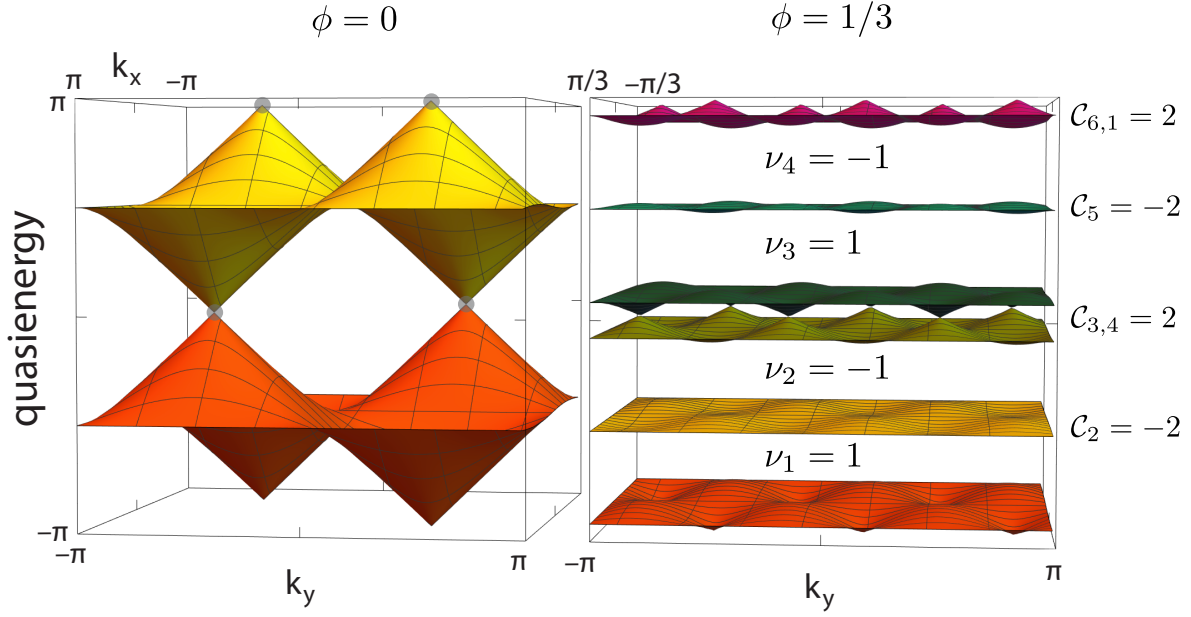 ϕ = 0
ϕ = 1/3
π
k_x
−π
π
π/3
−π/3
C_{6,1} = 2
ν_4 = −1
C_5 = −2
quasienergy
ν_3 = 1
C_{3,4} = 2
ν_2 = −1
C_2 = −2
ν_1 = 1
−π
−π
π
−π
π
k_y
k_y